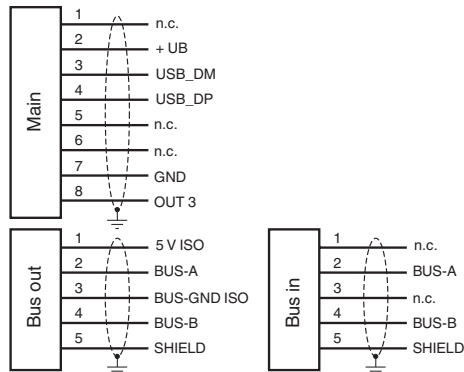 Main
1 n.c.
2 + UB
3 USB_DM
4 USB_DP
5 n.c.
6 n.c.
7 GND
8 OUT 3
Bus out
1 5 V ISO
2 BUS-A
3 BUS-GND ISO
4 BUS-B
5 SHIELD
Bus in
1 n.c.
2 BUS-A
3 n.c.
4 BUS-B
5 SHIELD